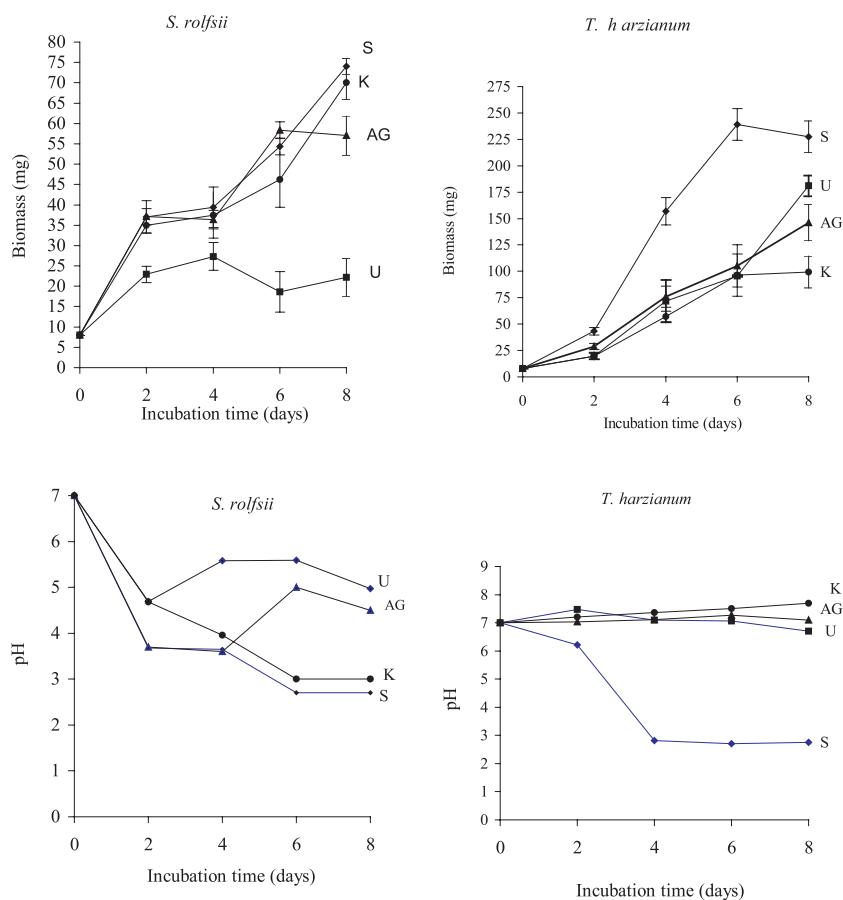 S. rolfsii
80
75
70
65
60
55
50
45
40
35
30
25
20
15
10
5
0
Biomass (mg)
S
K
AG
U
0 2 4 6 8
Incubation time (days)
T. h arzianum
275
250
225
200
175
150
125
100
75
50
25
0
Biomass (mg)
S
U
AG
K
0 2 4 6 8
Incubation time (days)
S. rolfsii
7
6
5
4
3
2
1
0
pH
U
AG
K
S
0 2 4 6 8
Incubation time (days)
T. harzianum
9
8
7
6
5
4
3
2
1
0
pH
K
AG
U
S
0 2 4 6 8
Incubation time (days)